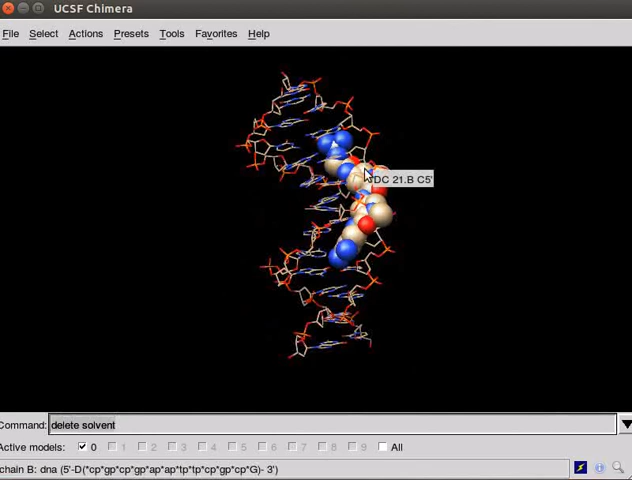 UCSF Chimera
File Select Actions Presets Tools Favorites Help
DC 21.B C5'
Command: delete solvent
Active models: 0 1 2 3 4 5 6 7 8 9 All
chain B: dna (5'-D(*cp*gp*cp*gp*ap*ap*tp*tp*cp*gp*cp*G)- 3')